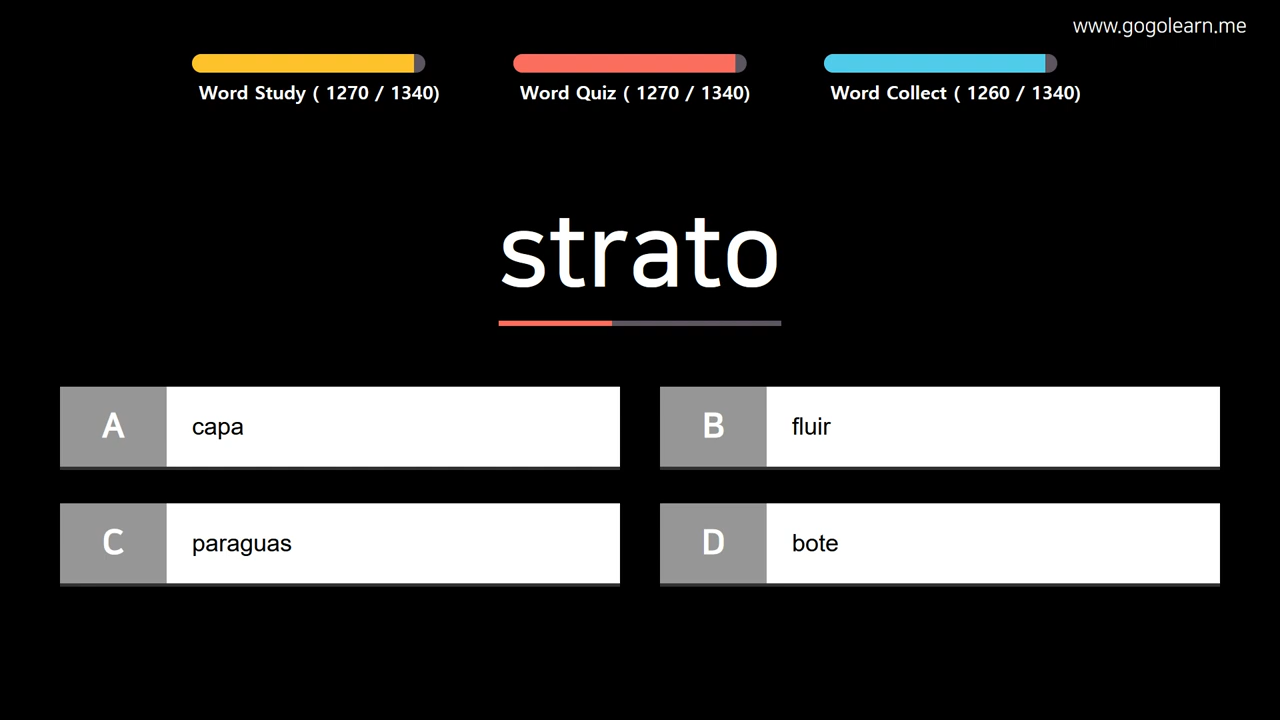 www.gogolearn.me
Word Study ( 1270 / 1340)
Word Quiz ( 1270 / 1340)
Word Collect ( 1260 / 1340)
strato
A capa
B fluir
C paraguas
D bote